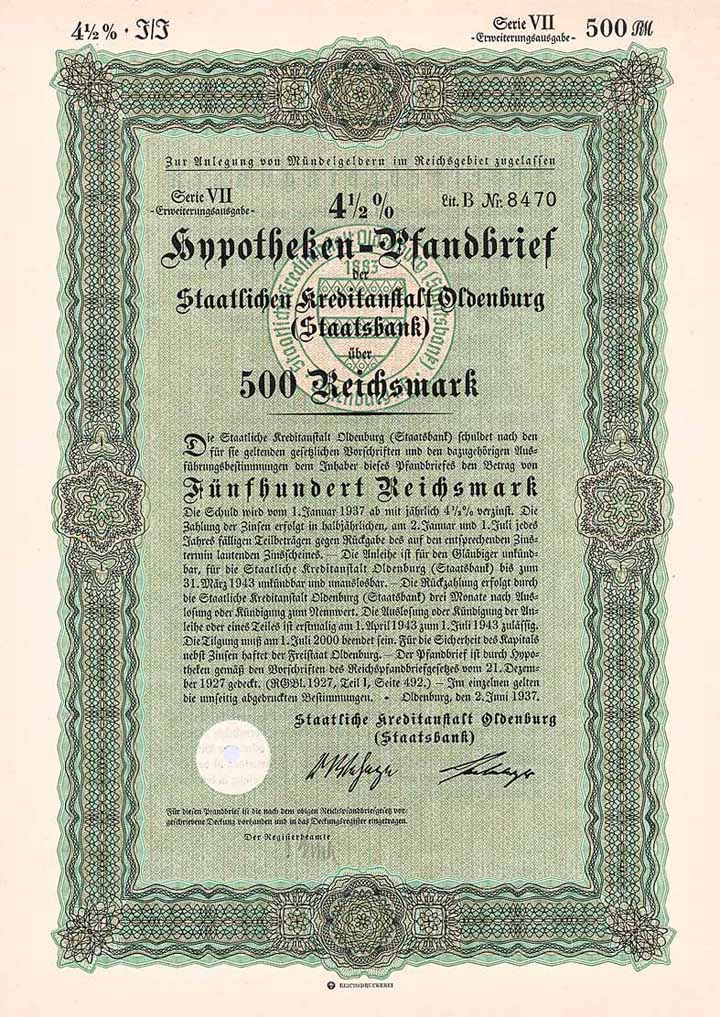 4½% · J/J
Serie VII
-Erweiterungsausgabe-
500 RM
Zur Anlegung von Mündelgeldern im Reichsgebiet zugelassen
Serie VII
-Erweiterungsausgabe-
4½%
Lit. B Nr. 8470
Hypotheken-Pfandbrief
der
Staatlichen Kreditanstalt Oldenburg
(Staatsbank)
über
500 Reichsmark
1883
Die Staatliche Kreditanstalt Oldenburg (Staatsbank) schuldet nach den
für sie geltenden gesetzlichen Vorschriften und den dazugehörigen Aus-
führungsbestimmungen dem Inhaber dieses Pfandbriefes den Betrag von
Fünfhundert Reichsmark
Die Schuld wird vom 1. Januar 1937 ab mit jährlich 4½% verzinst. Die
Zahlung der Zinsen erfolgt in halbjährlichen, am 2. Januar und 1. Juli jedes
Jahres fälligen Teilbeträgen gegen Rückgabe des auf den entsprechenden Zins-
termin lautenden Zinsscheines. — Die Anleihe ist für den Gläubiger unkünd-
bar, für die Staatliche Kreditanstalt Oldenburg (Staatsbank) bis zum
31. März 1943 unkündbar und unauslosbar. — Die Rückzahlung erfolgt durch
die Staatliche Kreditanstalt Oldenburg (Staatsbank) drei Monate nach Aus-
losung oder Kündigung zum Nennwert. Die Auslosung oder Kündigung der An-
leihe oder eines Teiles ist erstmalig am 1. April 1943 zum 1. Juli 1943 zulässig.
Die Tilgung muß am 1. Juli 2000 beendet sein. Für die Sicherheit des Kapitals
nebst Zinsen haftet der Freistaat Oldenburg. — Der Pfandbrief ist durch Hypo-
theken gemäß den Vorschriften des Reichspfandbriefgesetzes vom 21. Dezem-
ber 1927 gedeckt. (RGBl. 1927, Teil I, Seite 492.) — Im einzelnen gelten
die umseitig abgedruckten Bestimmungen. - Oldenburg, den 2. Juni 1937.
Staatliche Kreditanstalt Oldenburg
(Staatsbank)
Für diesen Pfandbrief ist die nach dem obigen Reichspfandbriefgesetz vor-
geschriebene Deckung vorhanden und in das Deckungsregister eingetragen.
Der Registerbeamte
REICHSDRUCKEREI